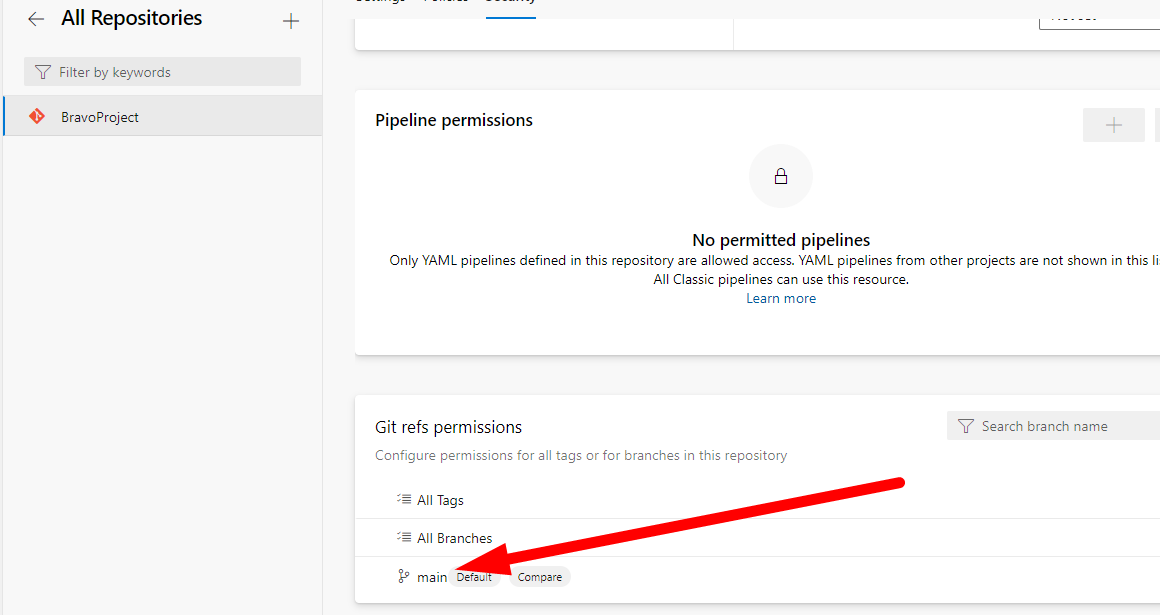 All Repositories
Filter by keywords
BravoProject
Pipeline permissions
No permitted pipelines
Only YAML pipelines defined in this repository are allowed access. YAML pipelines from other projects are not shown in this
All Classic pipelines can use this resource.
Learn more
Git refs permissions
Search branch name
Configure permissions for all tags or for branches in this repository
All Tags
All Branches
main Default Compare